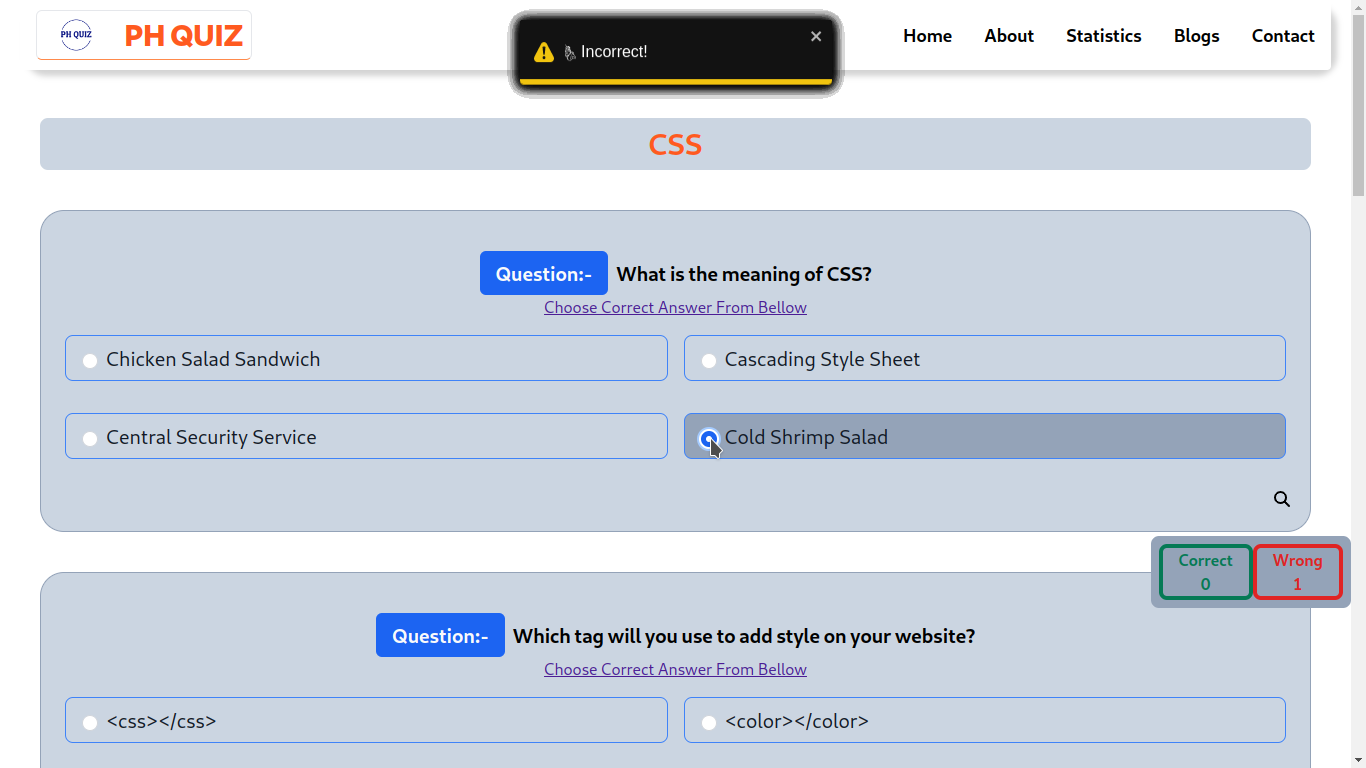 PH QUIZ
PH QUIZ
Incorrect!
Home About Statistics Blogs Contact
CSS
Question:- What is the meaning of CSS?
Choose Correct Answer From Bellow
Chicken Salad Sandwich
Cascading Style Sheet
Central Security Service
Cold Shrimp Salad
Correct
0
Wrong
1
Question:- Which tag will you use to add style on your website?
Choose Correct Answer From Bellow
<css></css>
<color></color>